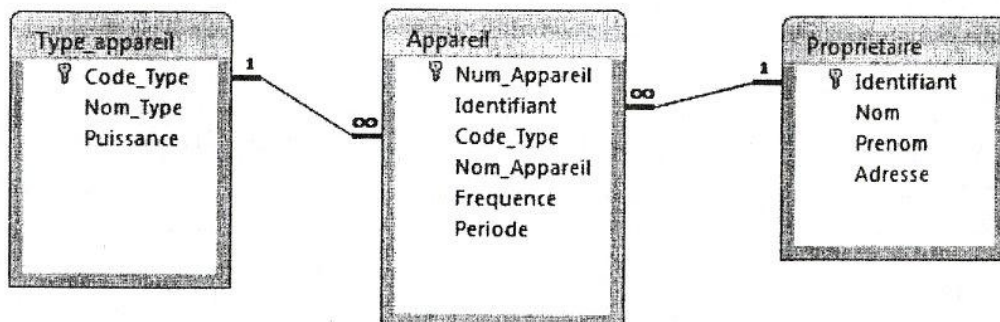 Type_appareil
Code_Type
Nom_Type
Puissance
1
∞
Appareil
Num_Appareil
Identifiant
Code_Type
Nom_Appareil
Frequence
Periode
∞
1
Proprietaire
Identifiant
Nom
Prenom
Adresse